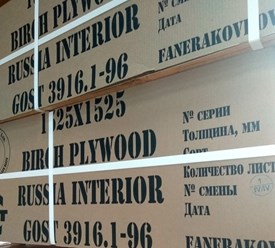 BIRCH PLYWOOD
RUSSIA INTERIOR
GOST 3916.1-96
№ СМЕНЫ
Дата
FANERAKOV
1525X1525
BIRCH PLYWOOD
RUSSIA INTERIOR
GOST 3916.1-96
№ СЕРИИ
Толщина, ММ
Сорт
Количество лист
№ СМЕНЫ
Дата